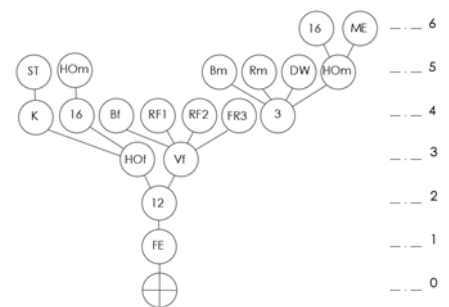 16 ME 6
ST HOm Bm Rm DW HOm 5
K 16 Bf RF1 RF2 FR3 3 4
HOf Vf 3
12 2
FE 1
0